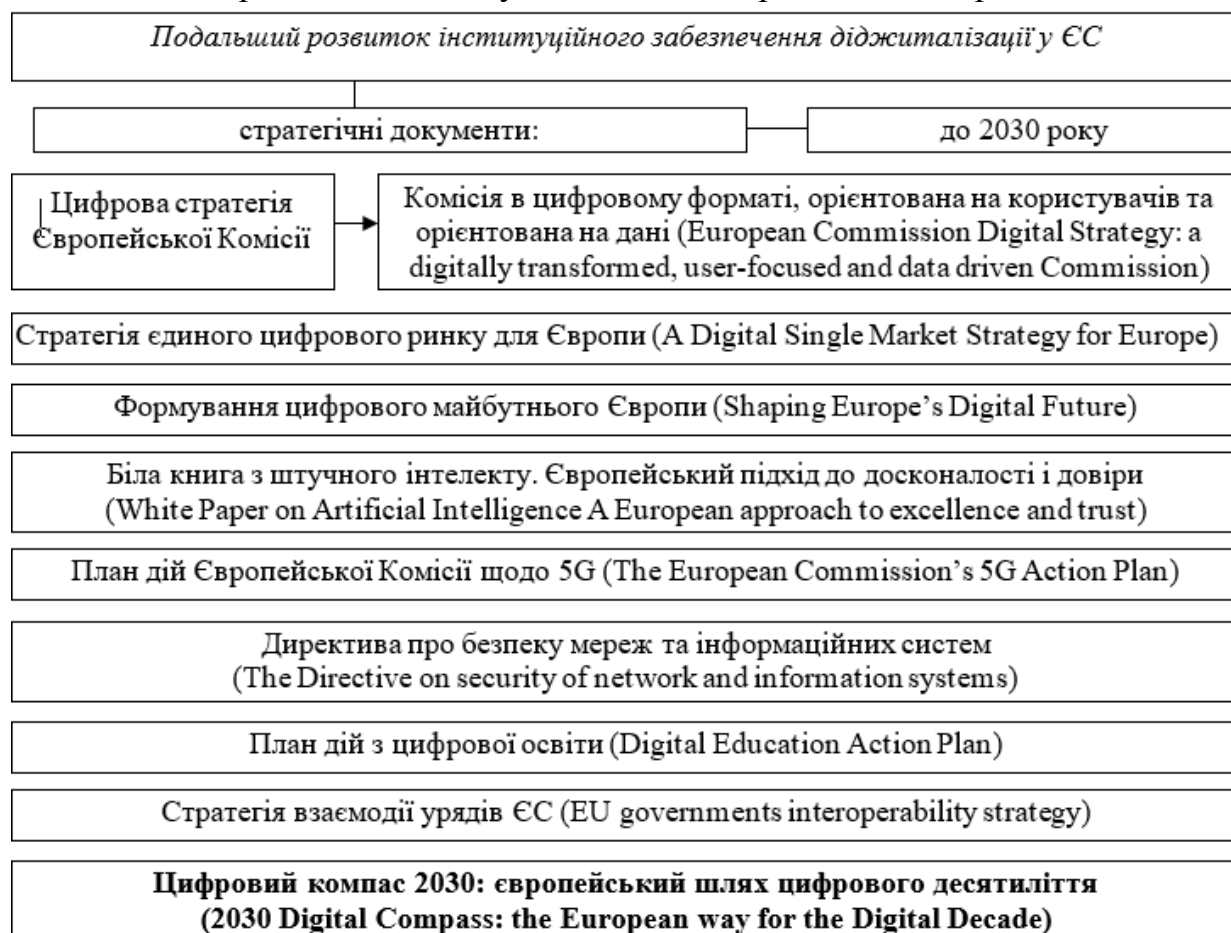 Подальший розвиток інституційного забезпечення діджиталізації у ЄС
стратегічні документи:
до 2030 року
Цифрова стратегія
Європейської Комісії
Комісія в цифровому форматі, орієнтована на користувачів та
орієнтована на дані (European Commission Digital Strategy: a
digitally transformed, user-focused and data driven Commission)
Стратегія єдиного цифрового ринку для Європи (A Digital Single Market Strategy for Europe)
Формування цифрового майбутнього Європи (Shaping Europe’s Digital Future)
Біла книга з штучного інтелекту. Європейський підхід до досконалості і довіри
(White Paper on Artificial Intelligence A European approach to excellence and trust)
План дій Європейської Комісії щодо 5G (The European Commission’s 5G Action Plan)
Директива про безпеку мереж та інформаційних систем
(The Directive on security of network and information systems)
План дій з цифрової освіти (Digital Education Action Plan)
Стратегія взаємодії урядів ЄС (EU governments interoperability strategy)
Цифровий компас 2030: європейський шлях цифрового десятиліття
(2030 Digital Compass: the European way for the Digital Decade)